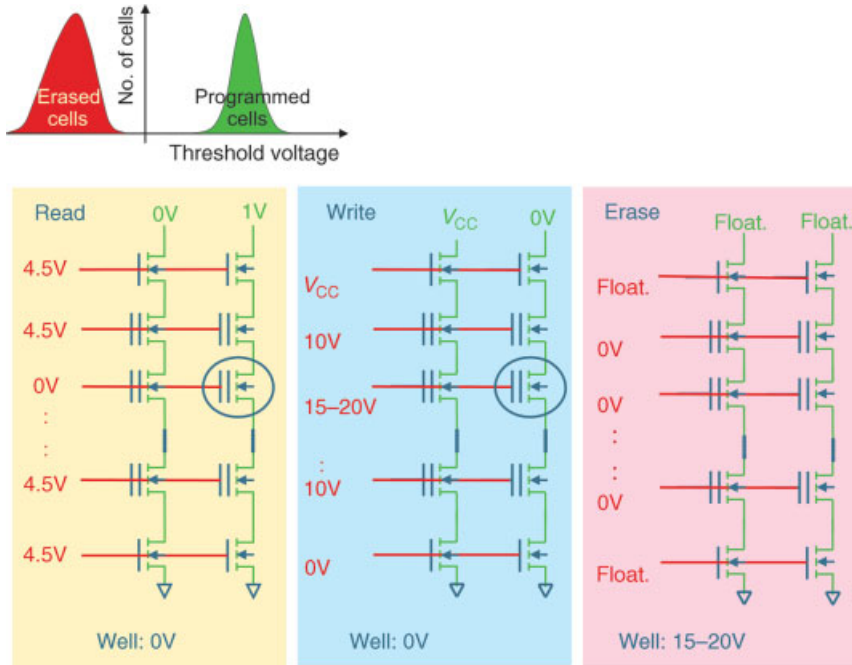 No. of cells
Erased
cells
Programmed
cells
Threshold voltage
Read
0V
1V
4.5V
4.5V
0V
:
:
4.5V
4.5V
Well: 0V
Write
VCC
0V
VCC
10V
15–20V
:
10V
0V
Well: 0V
Erase
Float.
Float.
Float.
0V
0V
:
:
0V
Float.
Well: 15–20V